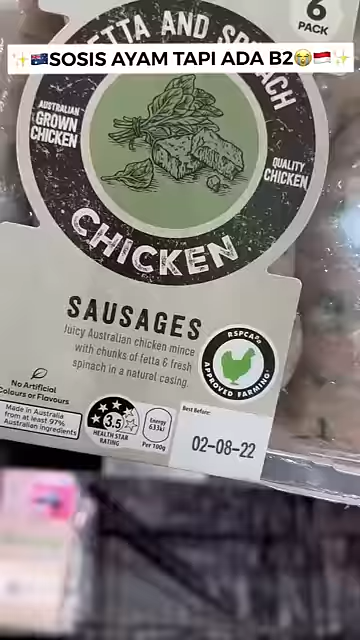 6
PACK
✨🇦🇺SOSIS AYAM TAPI ADA B2😭🇮🇩✨
FETTA AND SPINACH
AUSTRALIAN
GROWN
CHICKEN
QUALITY
CHICKEN
CHICKEN
SAUSAGES
Juicy Australian chicken mince
with chunks of fetta & fresh
spinach in a natural casing.
RSPCA
APPROVED FARMING
No Artificial
Colours or Flavours
Made in Australia
from at least 97%
Australian ingredients
3.5
HEALTH STAR
RATING
Energy
633kJ
Per 100g
Best Before:
02-08-22